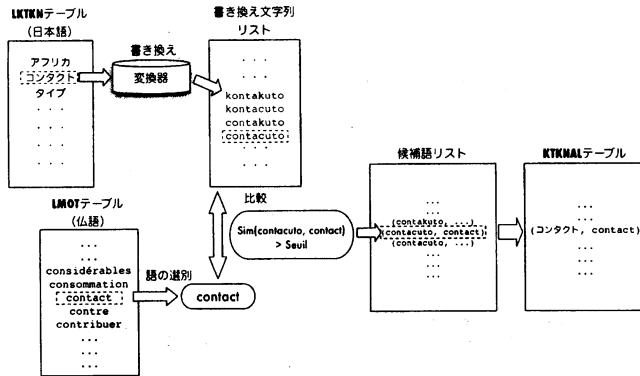 LKTKNテーブル
(日本語)
アフリカ
コンタクト
タイプ
. . .
. . .
. . .
. . .
書き換え
変換器
書き換え文字列
リスト
. . .
. . .
kontakuto
kontacuto
contakuto
contacuto
. . .
. . .
比較
LMOTテーブル
(仏語)
...
...
considérables
consommation
contact
contre
contribuer
...
...
...
語の選別
contact
Sim(contacuto, contact)
> Seuil
候補語リスト
...
...
(contakuto, ...)
(contacuto, contact)
(contacuto, ...)
...
...
...
KTKNALテーブル
...
...
(コンタクト, contact)
...
...
...